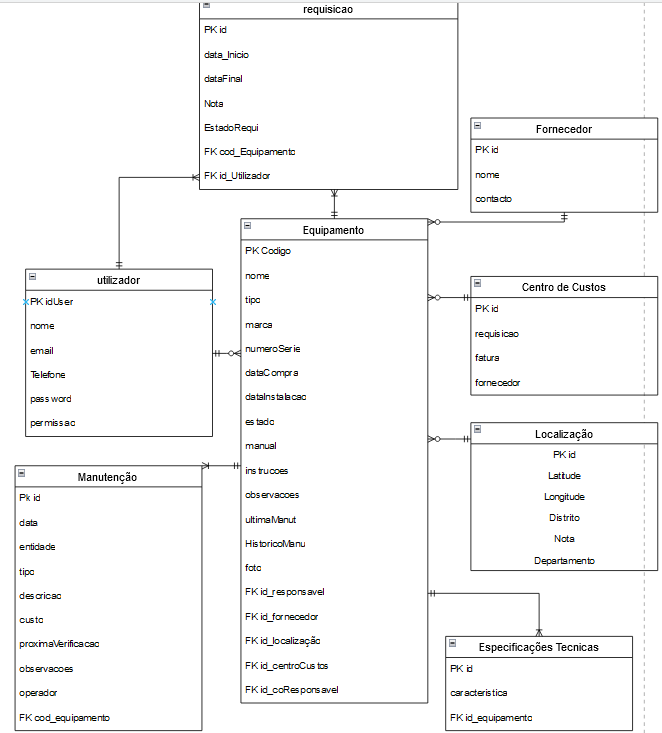 requisicao
PK id
data_Inicio
dataFinal
Nota
EstadoRequi
FK cod_Equipamento
FK id_Utilizador
Fornecedor
PK id
nome
contacto
Equipamento
PK Codigo
nome
tipo
marca
numeroSerie
dataCompra
dataInstalacao
estado
manual
instrucoes
observacoes
ultimaManut
HistoricoManu
foto
FK id_responsavel
FK id_fornecedor
FK id_localização
FK id_centroCustos
FK id_coResponsavel
utilizador
PK idUser
nome
email
Telefone
password
permissao
Centro de Custos
PK id
requisicao
fatura
fornecedor
Localização
PK id
Latitude
Longitude
Distrito
Nota
Departamento
Manutenção
Pk id
data
entidade
tipo
descricao
custo
proximaVerificacao
observacoes
operador
FK cod_equipamento
Especificações Tecnicas
PK id
caracteristica
FK id_equipamento